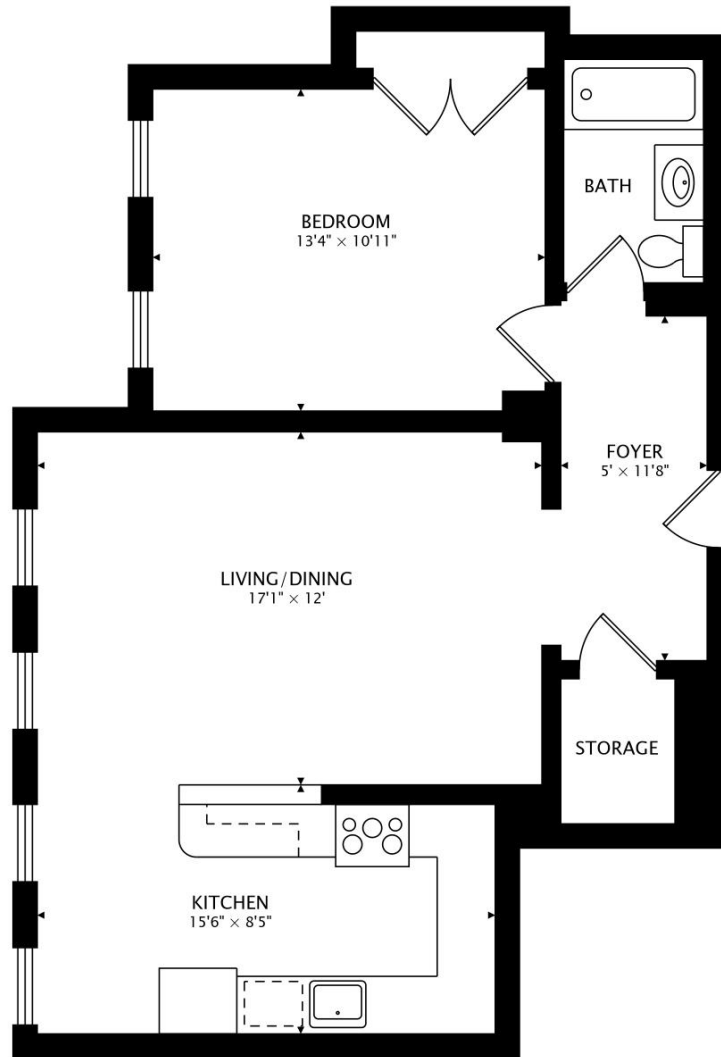 BATH
BEDROOM
13'4" × 10'11"
FOYER
5' × 11'8"
LIVING/DINING
17'1" × 12'
STORAGE
KITCHEN
15'6" × 8'5"